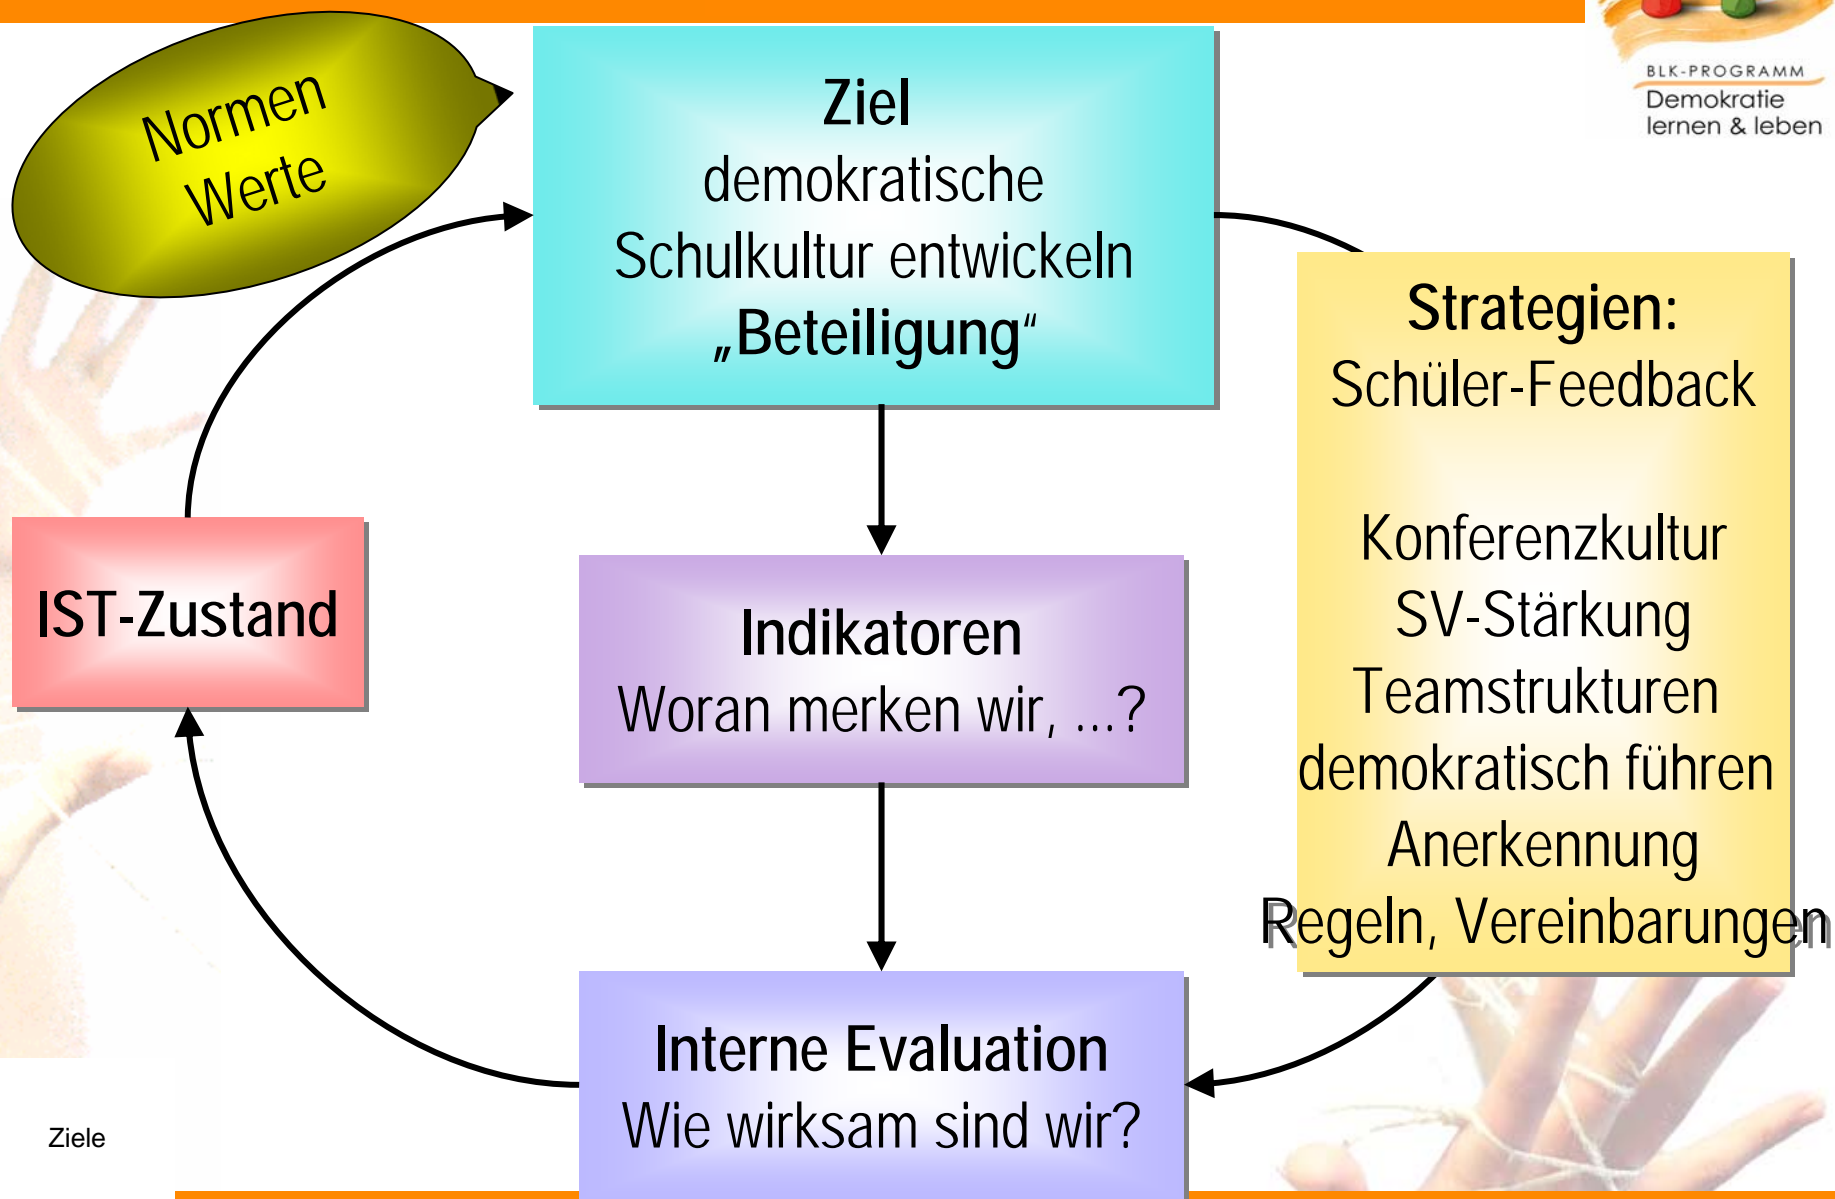 Normen
Werte
Ziel
demokratische
Schulkultur entwickeln
„Beteiligung“
BLK-PROGRAMM
Demokratie
lernen & leben
Strategien:
Schüler-Feedback
Konferenzkultur
SV-Stärkung
Teamstrukturen
demokratisch führen
Anerkennung
Regeln, Vereinbarungen
IST-Zustand
Indikatoren
Woran merken wir, ...?
Interne Evaluation
Wie wirksam sind wir?
Ziele